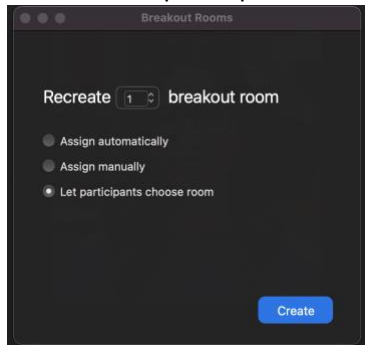 Breakout Rooms
Recreate 1 breakout room
Assign automatically
Assign manually
Let participants choose room
Create